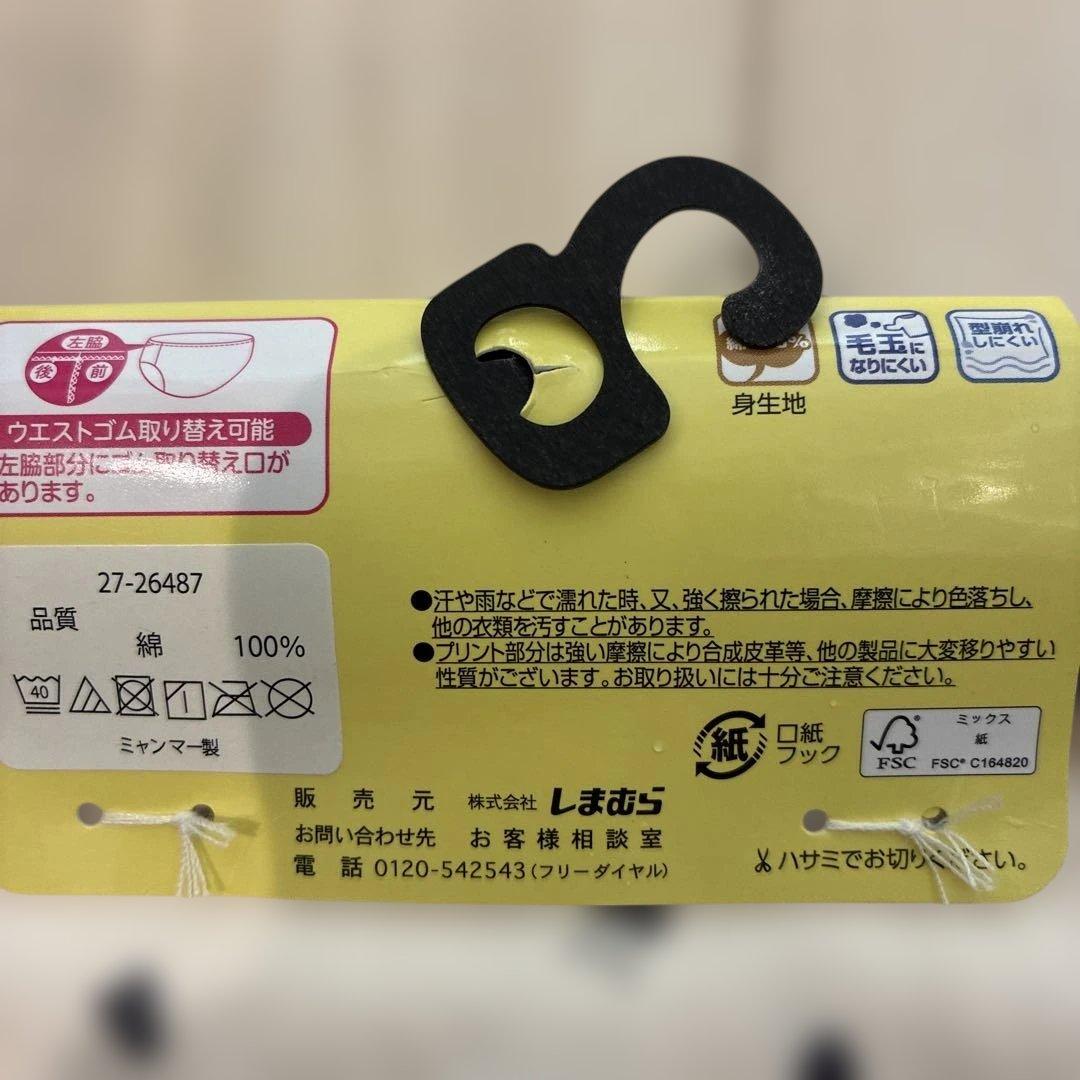 左脇
後 前
ウエストゴム取り替え可能
左脇部分にゴム取り替え口が
あります。
毛玉に
なりにくい
型崩れ
しにくい
身生地
27-26487
品質
綿 100%
40
ミャンマー製
●汗や雨などで濡れた時、又、強く擦られた場合、摩擦により色落ちし、
他の衣類を汚すことがあります。
●プリント部分は強い摩擦により合成皮革等、他の製品に大変移りやすい
性質がございます。お取り扱いには十分ご注意ください。
紙
口紙
フック
FSC
ミックス
紙
FSC® C164820
販売元 株式会社 しまむら
お問い合わせ先 お客様相談室
電話 0120-542543(フリーダイヤル)
ハサミでお切りください。